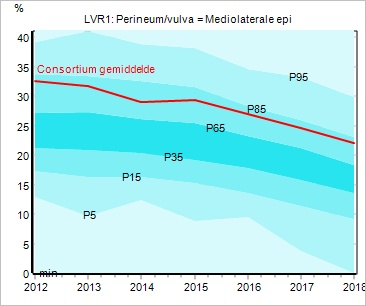 %
LVR1: Perineum/vulva = Mediolaterale epi
40
35
30
25
20
15
10
5
0
Consortium gemiddelde
P95
P85
P65
P35
P15
P5
min
2012 2013 2014 2015 2016 2017 2018